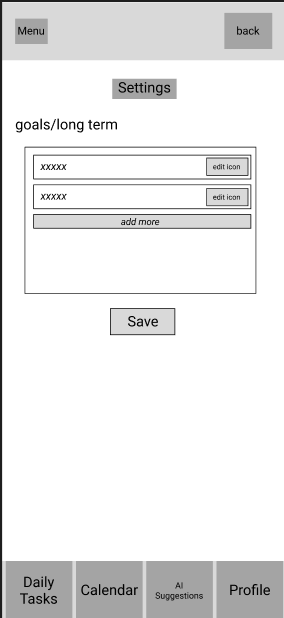 Menu
back
Settings
goals/long term
xxxxx
edit icon
xxxxx
edit icon
add more
Save
Daily
Tasks
Calendar
AI
Suggestions
Profile